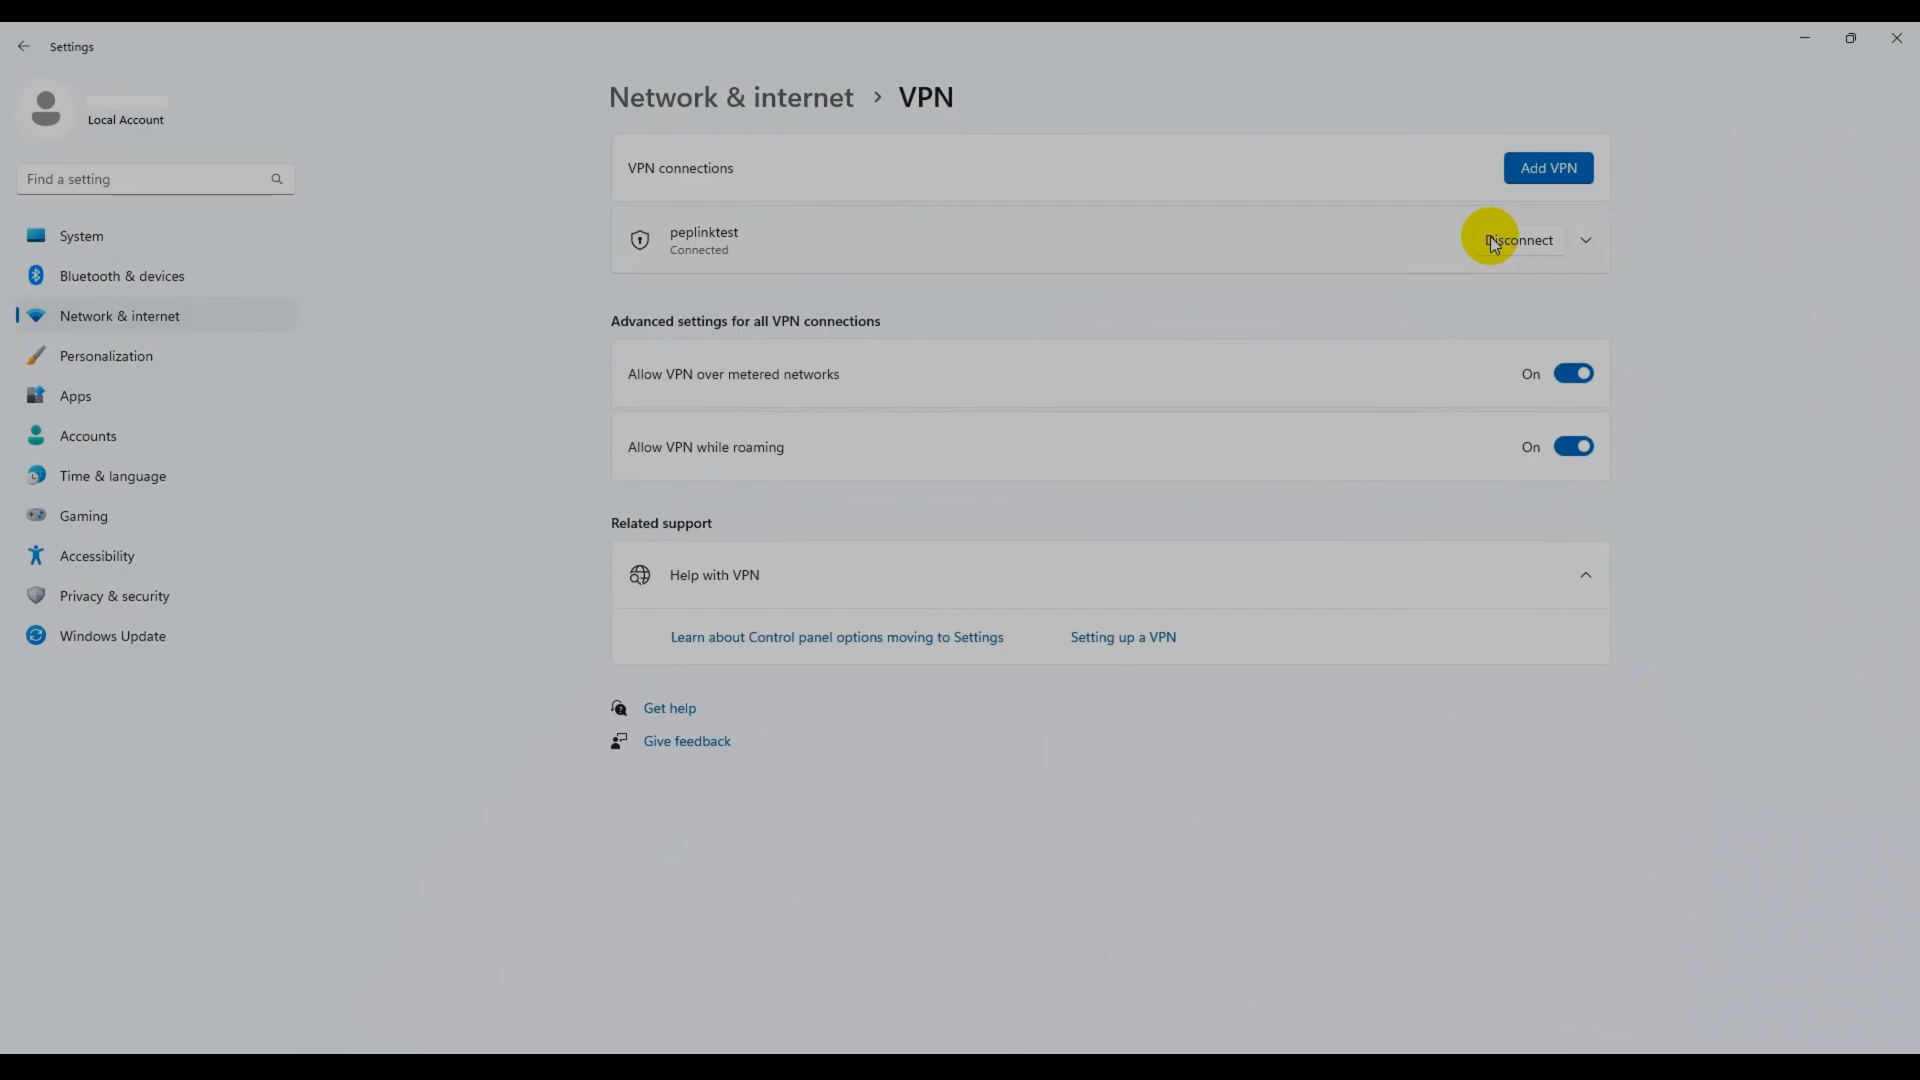 Settings
Local Account
Find a setting
System
Bluetooth & devices
Network & internet
Personalization
Apps
Accounts
Time & language
Gaming
Accessibility
Privacy & security
Windows Update
Network & internet > VPN
VPN connections
Add VPN
peplinktest
Connected
Disconnect
Advanced settings for all VPN connections
Allow VPN over metered networks
On
Allow VPN while roaming
On
Related support
Help with VPN
Learn about Control panel options moving to Settings
Setting up a VPN
Get help
Give feedback